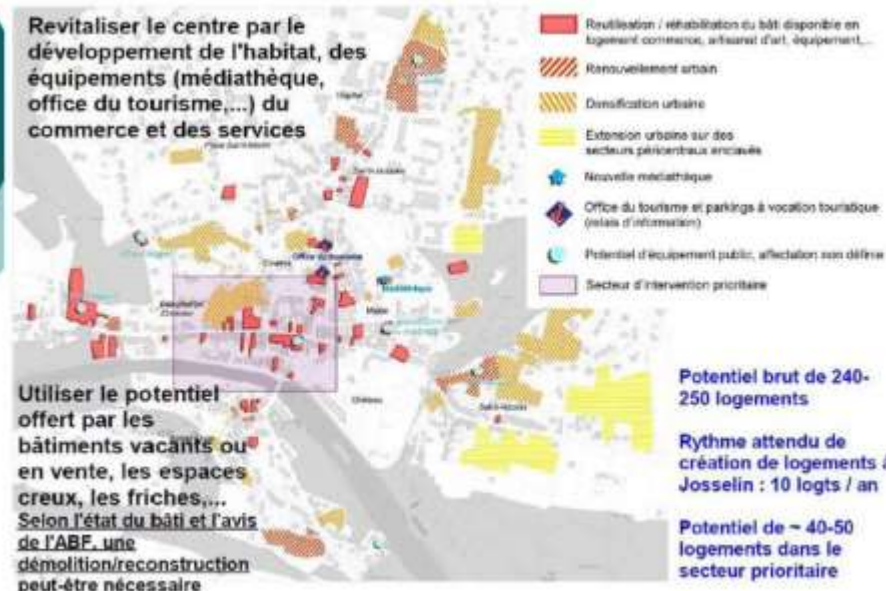 Revitaliser le centre par le
développement de l'habitat, des
équipements (médiathèque,
office du tourisme,...) du
commerce et des services
Réutilisation / réhabilitation du bâti disponible en
logement commerce, artisanat d'art, équipement,...
Renouvellement urbain
Densification urbaine
Extension urbaine sur des
secteurs péricentraux enclavés
Nouvelle médiathèque
Office du tourisme et parkings à vocation touristique
(relais d'information)
Potentiel d'équipement public, affectation non définie
Secteur d'intervention prioritaire
Office du tourisme
Médiathèque
Mairie
Château
Utiliser le potentiel
offert par les
bâtiments vacants ou
en vente, les espaces
creux, les friches,...
Selon l'état du bâti et l'avis
de l'ABF, une
démolition/reconstruction
peut-être nécessaire
Potentiel brut de 240-
250 logements
Rythme attendu de
création de logements à
Josselin : 10 logts / an
Potentiel de ~ 40-50
logements dans le
secteur prioritaire